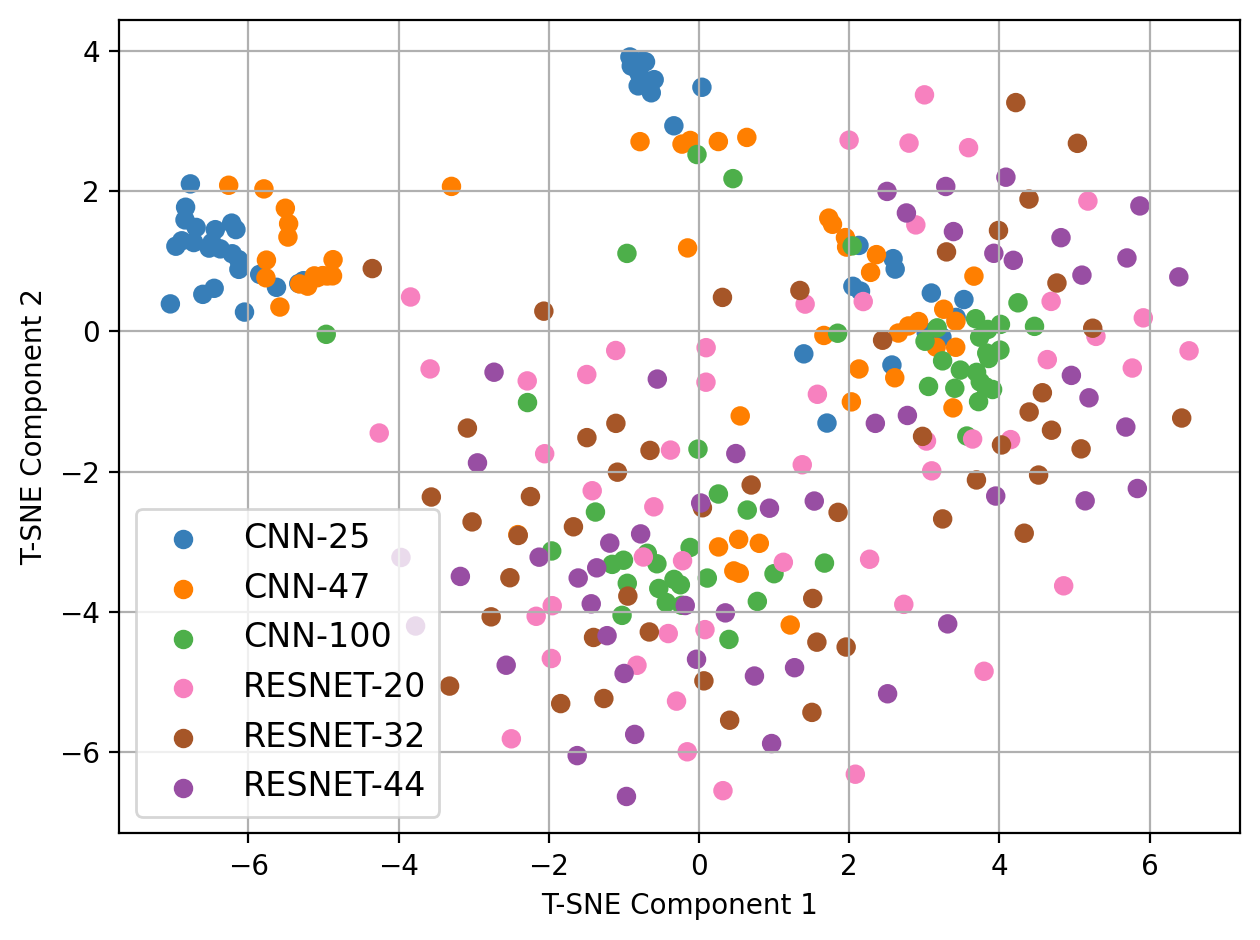 4
2
0
−2
−4
−6
T-SNE Component 2
CNN-25
CNN-47
CNN-100
RESNET-20
RESNET-32
RESNET-44
−6 −4 −2 0 2 4 6
T-SNE Component 1